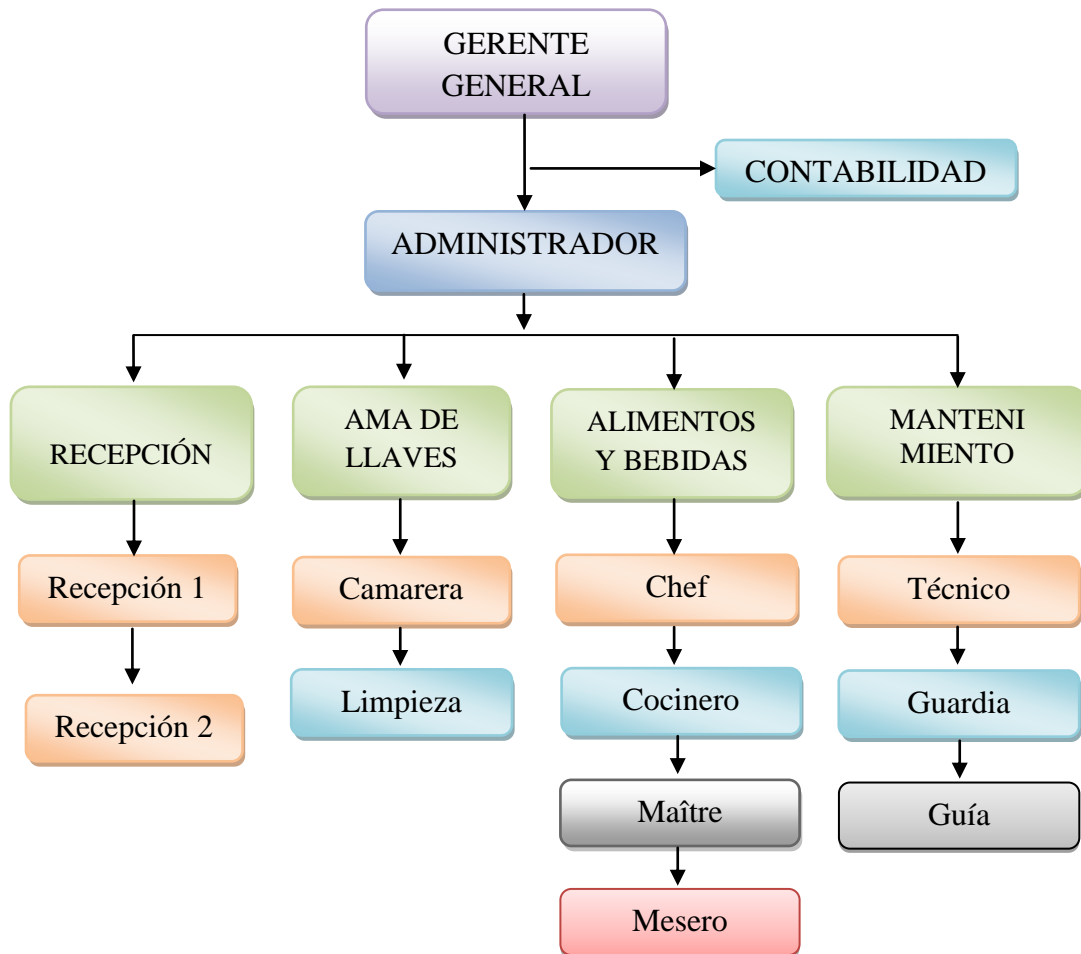 GERENTE
GENERAL
CONTABILIDAD
ADMINISTRADOR
RECEPCIÓN
AMA DE
LLAVES
ALIMENTOS
Y BEBIDAS
MANTENI
MIENTO
Recepción 1
Camarera
Chef
Técnico
Recepción 2
Limpieza
Cocinero
Guardia
Maître
Guía
Mesero